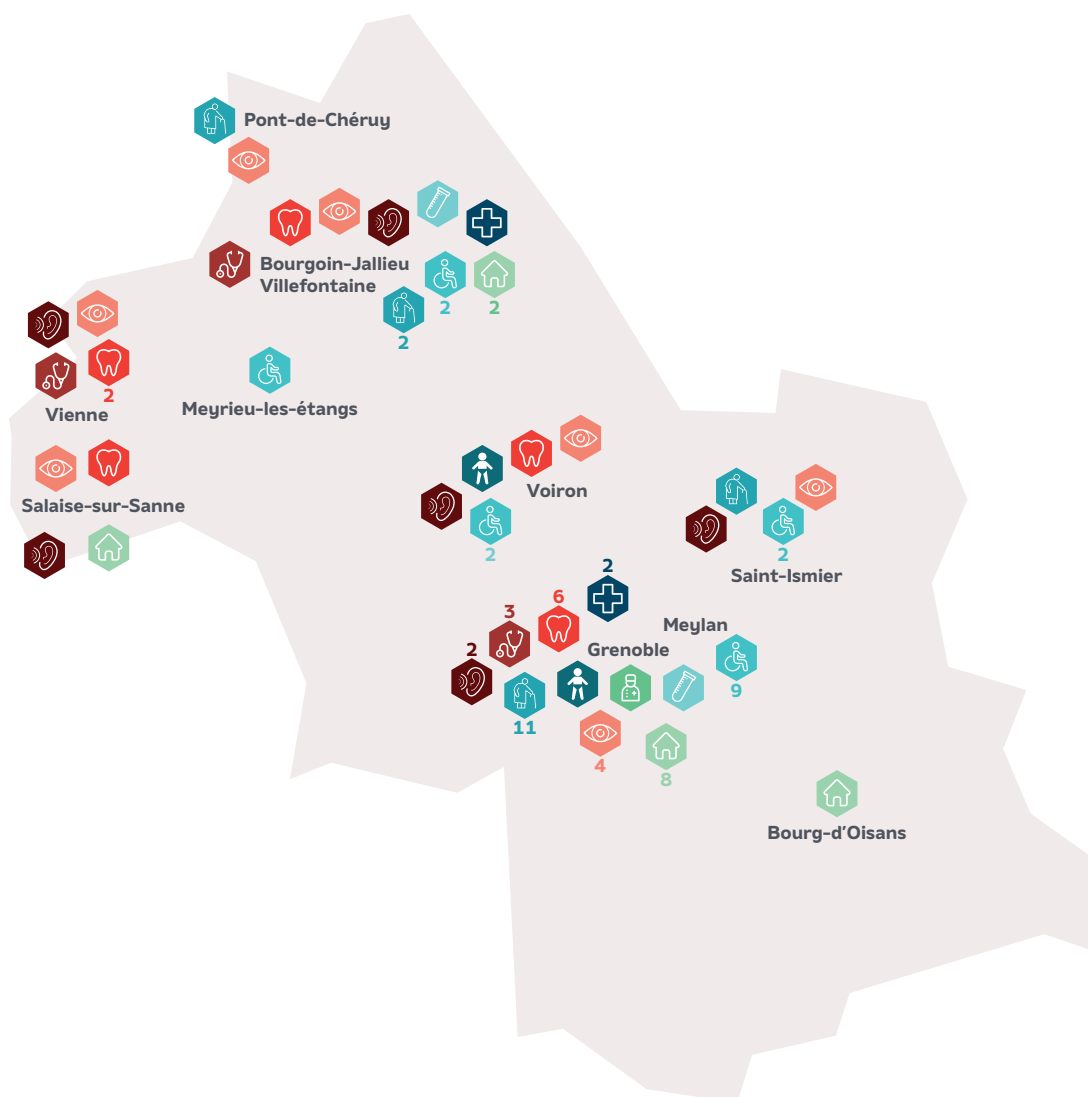 Pont-de-Chéruy
Bourgoin-Jallieu
Villefontaine
2
2
2
2
Vienne
Meyrieu-les-étangs
Voiron
Salaise-sur-Sanne
2
2
Saint-Ismier
2
6
3
2
Meylan
Grenoble
9
11
4
8
Bourg-d'Oisans